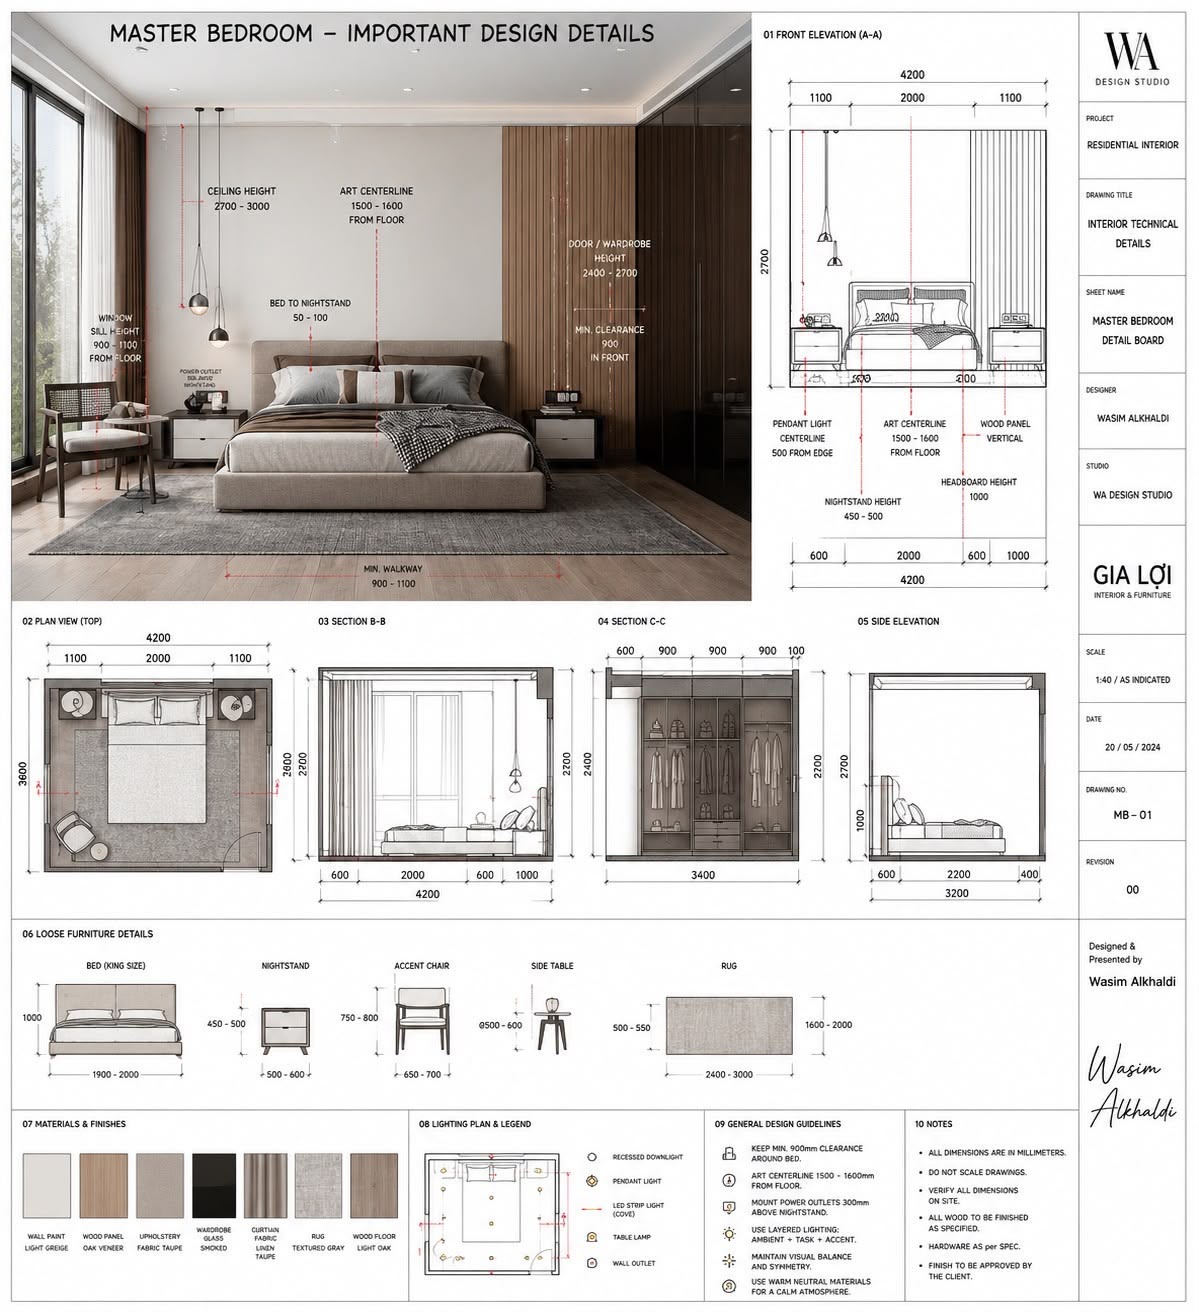 MASTER BEDROOM – IMPORTANT DESIGN DETAILS
CEILING HEIGHT
2700 - 3000
ART CENTERLINE
1500 - 1600
FROM FLOOR
DOOR / WARDROBE
HEIGHT
2400 - 2700
BED TO NIGHTSTAND
50 - 100
WINDOW
SILL HEIGHT
900 - 1100
FROM FLOOR
MIN. CLEARANCE
900
IN FRONT
POWER OUTLET
MIN. WALKWAY
900 - 1100
01 FRONT ELEVATION (A-A)
4200
1100
2000
1100
2700
PENDANT LIGHT
CENTERLINE
500 FROM EDGE
ART CENTERLINE
1500 - 1600
FROM FLOOR
WOOD PANEL
VERTICAL
HEADBOARD HEIGHT
1000
NIGHTSTAND HEIGHT
450 - 500
600
2000
600
1000
4200
02 PLAN VIEW (TOP)
4200
1100
2000
1100
3600
03 SECTION B-B
2700
600
2000
600
1000
4200
04 SECTION C-C
600
900
900
900
100
2400
2700
3400
05 SIDE ELEVATION
2700
1000
600
2200
400
3200
06 LOOSE FURNITURE DETAILS
BED (KING SIZE)
1000
1900 - 2000
NIGHTSTAND
450 - 500
500 - 600
ACCENT CHAIR
750 - 800
650 - 700
SIDE TABLE
Ø500 - 600
RUG
500 - 550
1600 - 2000
2400 - 3000
07 MATERIALS & FINISHES
WALL PAINT
LIGHT GREIGE
WOOD PANEL
OAK VENEER
UPHOLSTERY
FABRIC TAUPE
WARDROBE
GLASS
SMOKED
CURTIAN
FABRIC
LINEN
TAUPE
RUG
TEXTURED GRAY
WOOD FLOOR
LIGHT OAK
08 LIGHTING PLAN & LEGEND
RECESSED DOWNLIGHT
PENDANT LIGHT
LED STRIP LIGHT
(COVE)
TABLE LAMP
WALL OUTLET
09 GENERAL DESIGN GUIDELINES
KEEP MIN. 900mm CLEARANCE
AROUND BED.
ART CENTERLINE 1500 - 1600mm
FROM FLOOR.
MOUNT POWER OUTLETS 300mm
ABOVE NIGHTSTAND.
USE LAYERED LIGHTING:
AMBIENT + TASK + ACCENT.
MAINTAIN VISUAL BALANCE
AND SYMMETRY.
USE WARM NEUTRAL MATERIALS
FOR A CALM ATMOSPHERE.
10 NOTES
• ALL DIMENSIONS ARE IN MILLIMETERS.
• DO NOT SCALE DRAWINGS.
• VERIFY ALL DIMENSIONS
ON SITE.
• ALL WOOD TO BE FINISHED
AS SPECIFIED.
• HARDWARE AS per SPEC.
• FINISH TO BE APPROVED BY
THE CLIENT.
WA
DESIGN STUDIO
PROJECT
RESIDENTIAL INTERIOR
DRAWING TITLE
INTERIOR TECHNICAL
DETAILS
SHEET NAME
MASTER BEDROOM
DETAIL BOARD
DESIGNER
WASIM ALKHALDI
STUDIO
WA DESIGN STUDIO
GIA LỢI
INTERIOR & FURNITURE
SCALE
1:40 / AS INDICATED
DATE
20 / 05 / 2024
DRAWING NO.
MB – 01
REVISION
00
Designed &
Presented by
Wasim Alkhaldi
Wasim
Alkhaldi